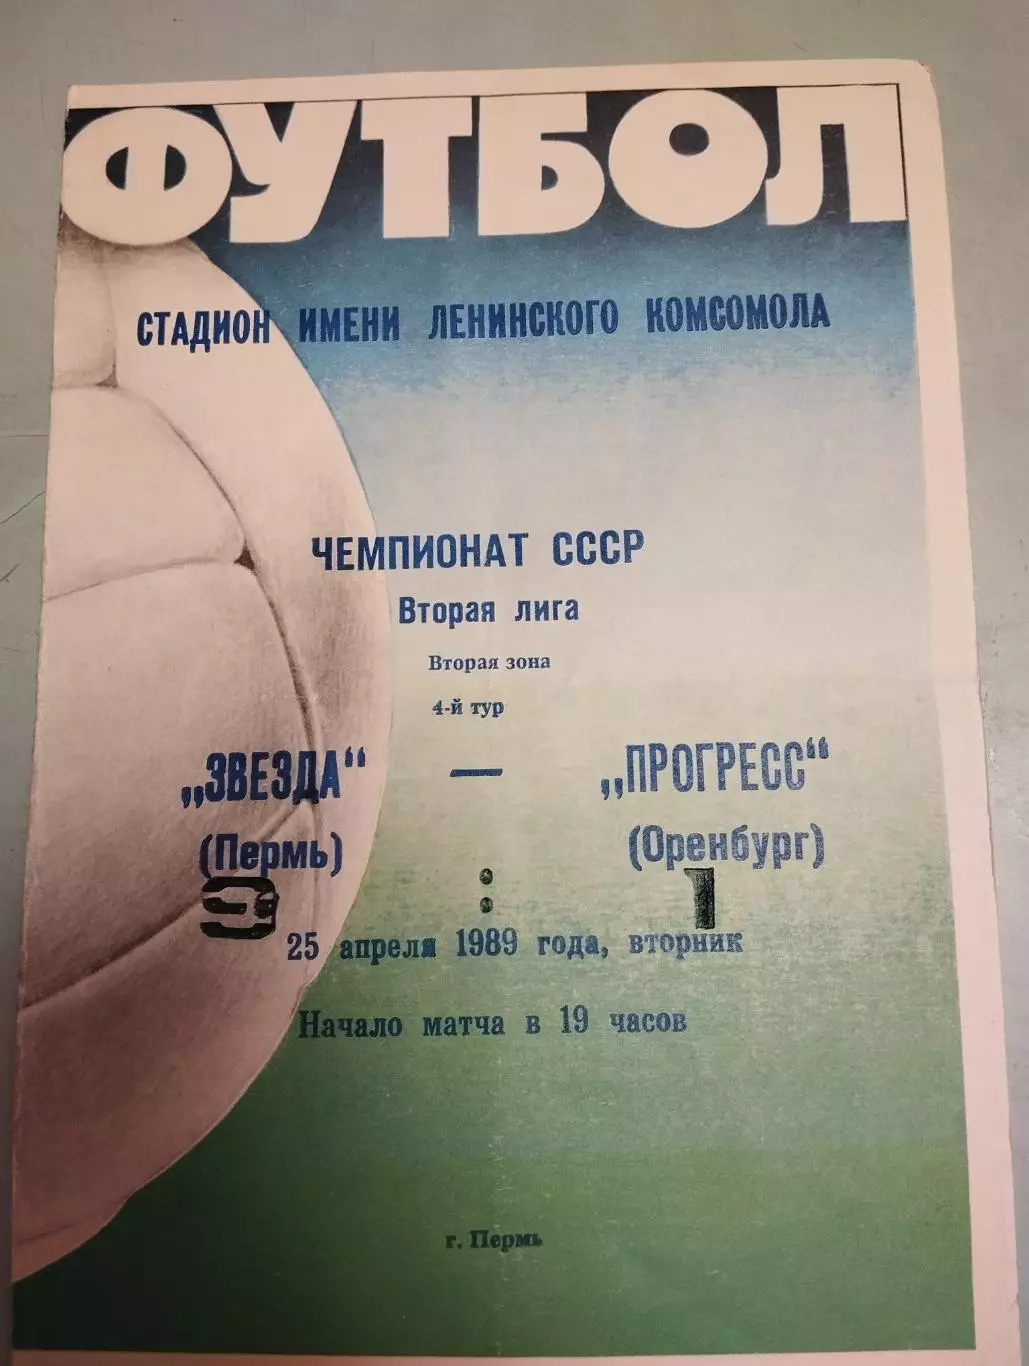 ФУТБОЛ
СТАДИОН ИМЕНИ ЛЕНИНСКОГО КОМСОМОЛА
ЧЕМПИОНАТ СССР
Вторая лига
Вторая зона
4-й тур
„ЗВЕЗДА“ — „ПРОГРЕСС“
(Пермь) (Оренбург)
: 1
25 апреля 1989 года, вторник
Начало матча в 19 часов
г. Пермь